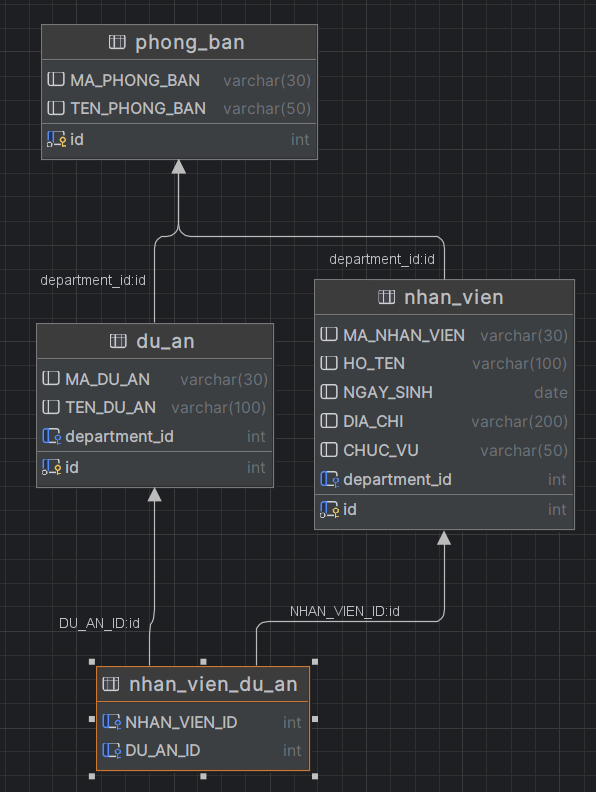 phong_ban
MA_PHONG_BAN varchar(30)
TEN_PHONG_BAN varchar(50)
id int
department_id:id
department_id:id
du_an
MA_DU_AN varchar(30)
TEN_DU_AN varchar(100)
department_id int
id int
nhan_vien
MA_NHAN_VIEN varchar(30)
HO_TEN varchar(100)
NGAY_SINH date
DIA_CHI varchar(200)
CHUC_VU varchar(50)
department_id int
id int
DU_AN_ID:id
NHAN_VIEN_ID:id
nhan_vien_du_an
NHAN_VIEN_ID int
DU_AN_ID int